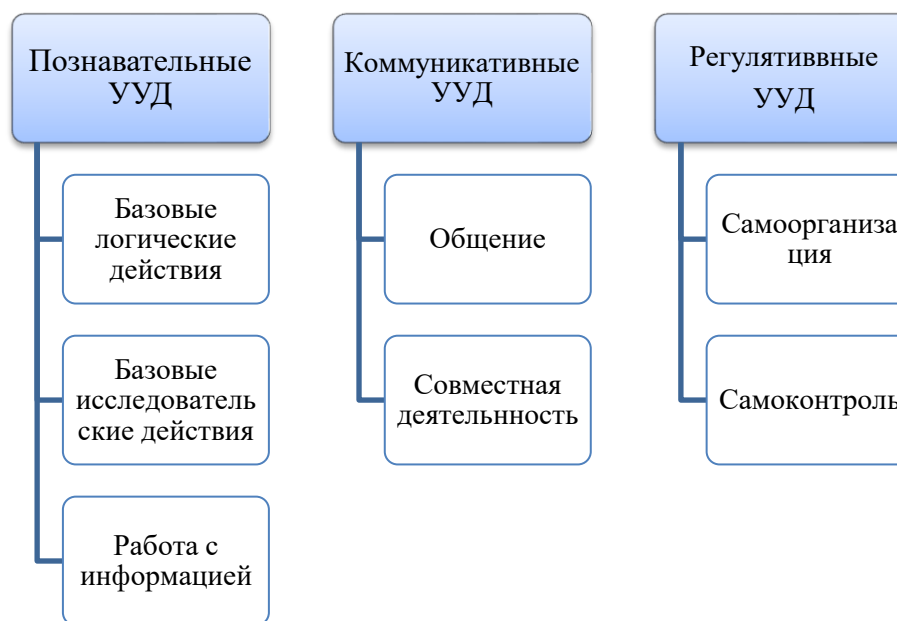 Познавательные
УУД
Базовые
логические
действия
Базовые
исследователь
ские действия
Работа с
информацией
Коммуникативные
УУД
Общение
Совместная
деятельнность
Регулятиввные
УУД
Самоорганиза
ция
Самоконтроль